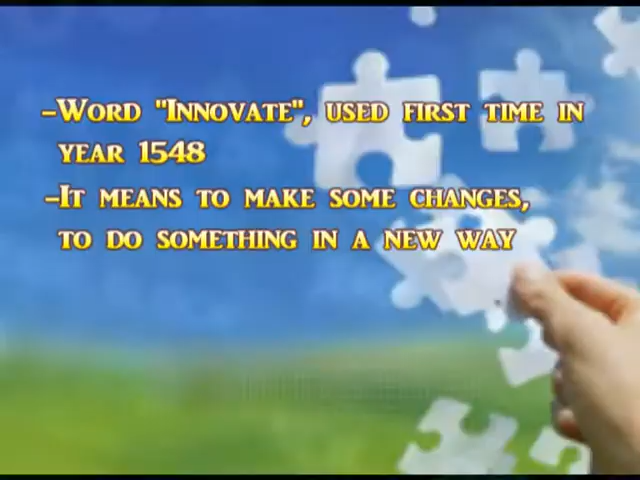 -Word "Innovate", used first time in
year 1548
-It means to make some changes,
to do something in a new way